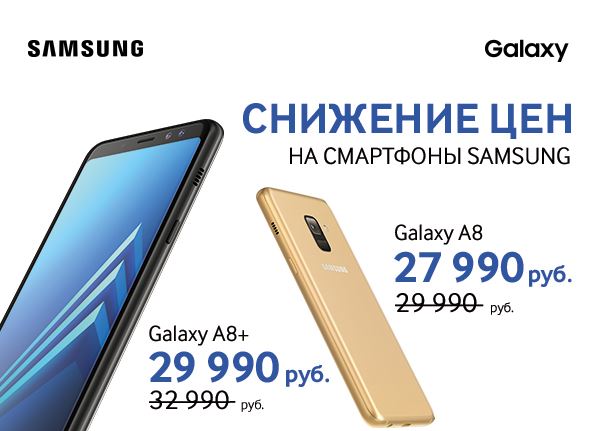 SAMSUNG
Galaxy
СНИЖЕНИЕ ЦЕН
НА СМАРТФОНЫ SAMSUNG
SAMSUNG
Galaxy A8
27 990 руб.
29 990 руб.
Galaxy A8+
29 990 руб.
32 990 руб.